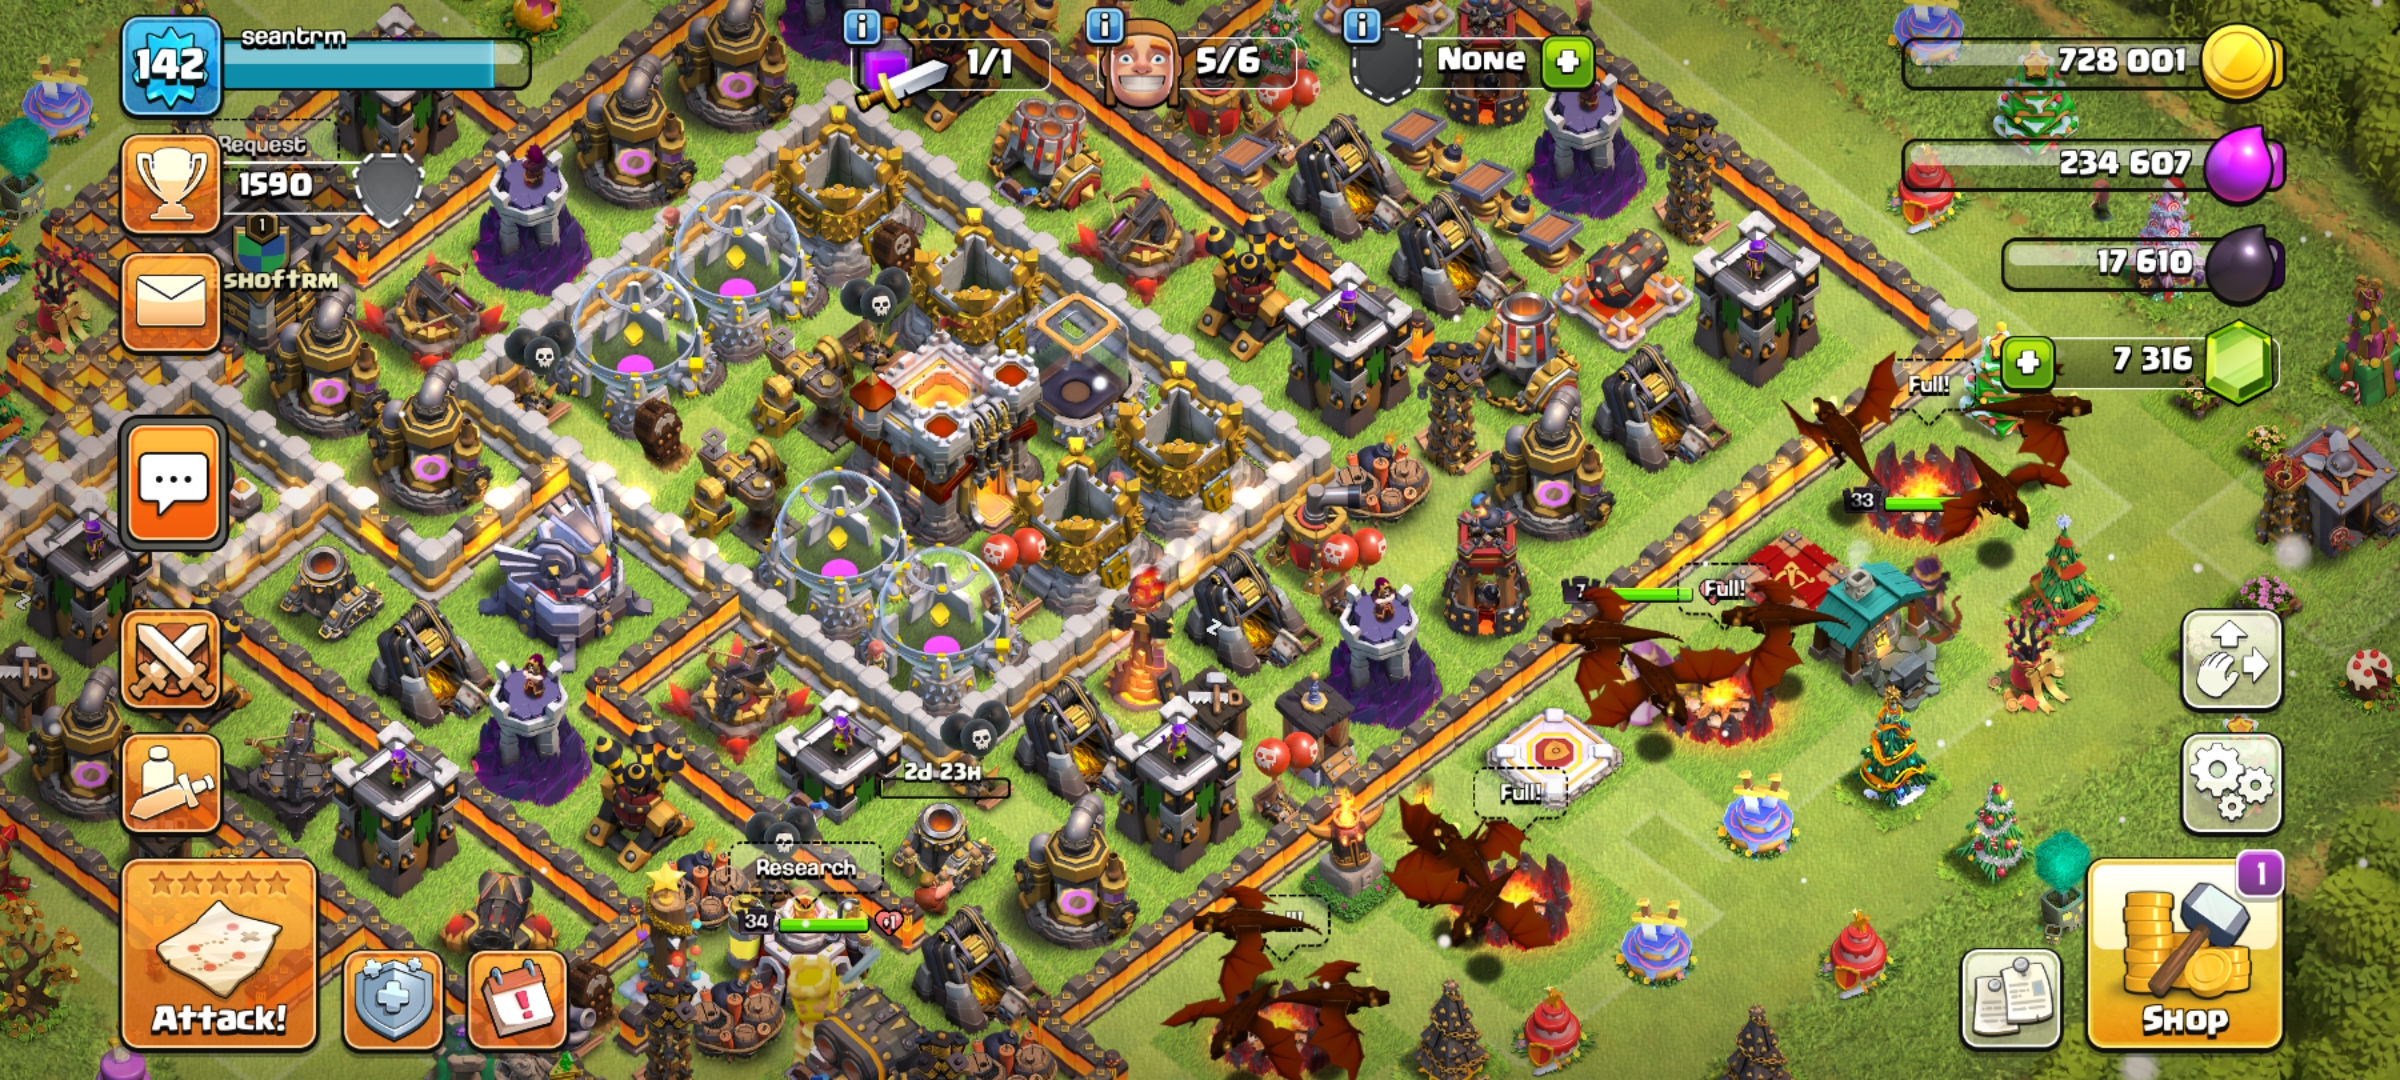 142
seantrm
1/1
5/6
None
728 001
Request
1590
234 607
1
SHOFTRM
17 610
7 316
Full!
33
7
Full!
z
z
2d 23H
Full!
Research
34
+1
1
Attack!
Shop